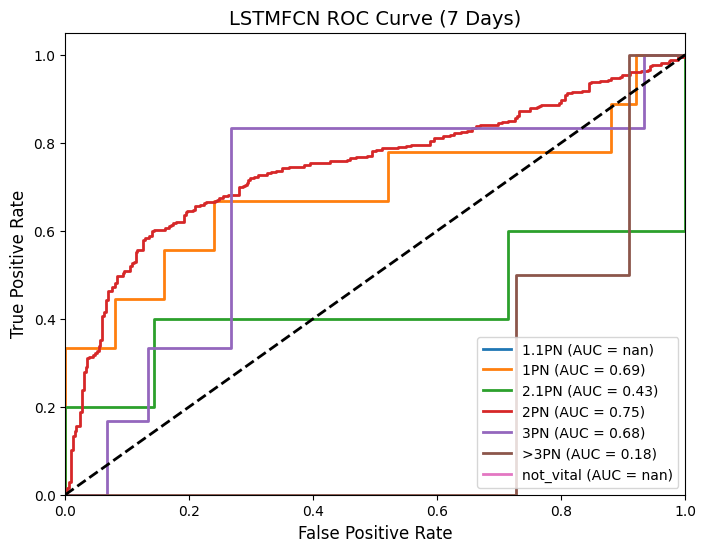 LSTMFCN ROC Curve (7 Days)
True Positive Rate
1.0
0.8
0.6
0.4
0.2
0.0
0.0 0.2 0.4 0.6 0.8 1.0
False Positive Rate
1.1PN (AUC = nan)
1PN (AUC = 0.69)
2.1PN (AUC = 0.43)
2PN (AUC = 0.75)
3PN (AUC = 0.68)
>3PN (AUC = 0.18)
not_vital (AUC = nan)